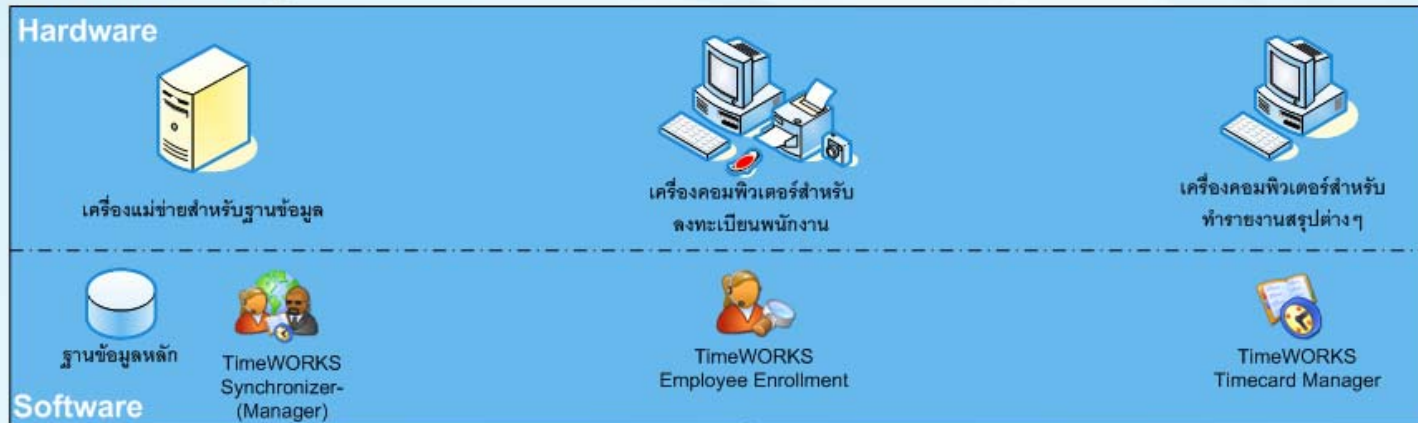 Hardware
เครื่องแม่ข่ายสำหรับฐานข้อมูล
เครื่องคอมพิวเตอร์สำหรับ
ลงทะเบียนพนักงาน
เครื่องคอมพิวเตอร์สำหรับ
ทำรายงานสรุปต่างๆ
ฐานข้อมูลหลัก
TimeWORKS
Synchronizer-
(Manager)
TimeWORKS
Employee Enrollment
TimeWORKS
Timecard Manager
Software